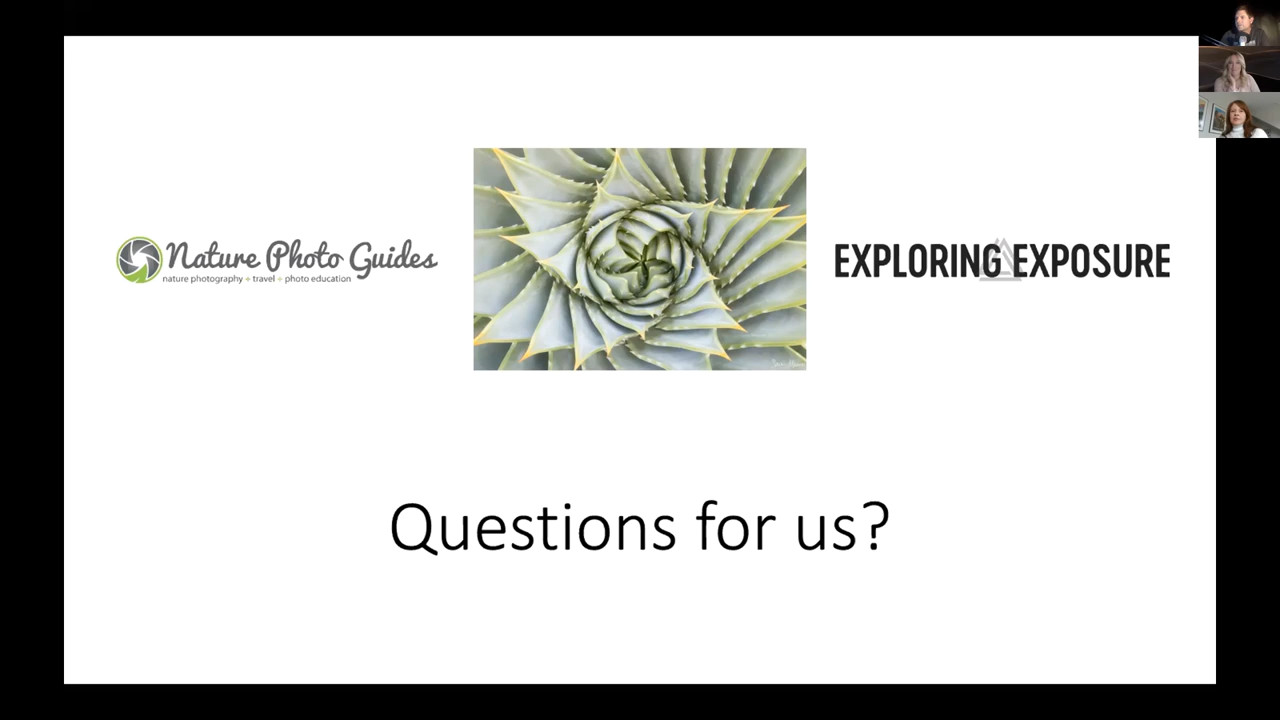 Nature Photo Guides
nature photography + travel + photo education
EXPLORING EXPOSURE
Questions for us?